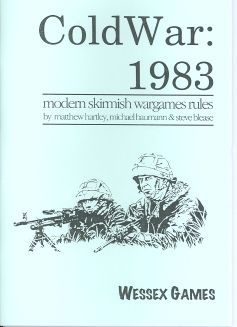 ColdWar:
1983
modern skirmish wargames rules
by matthew hartley, michael baumann & steve blease
WESSEX GAMES